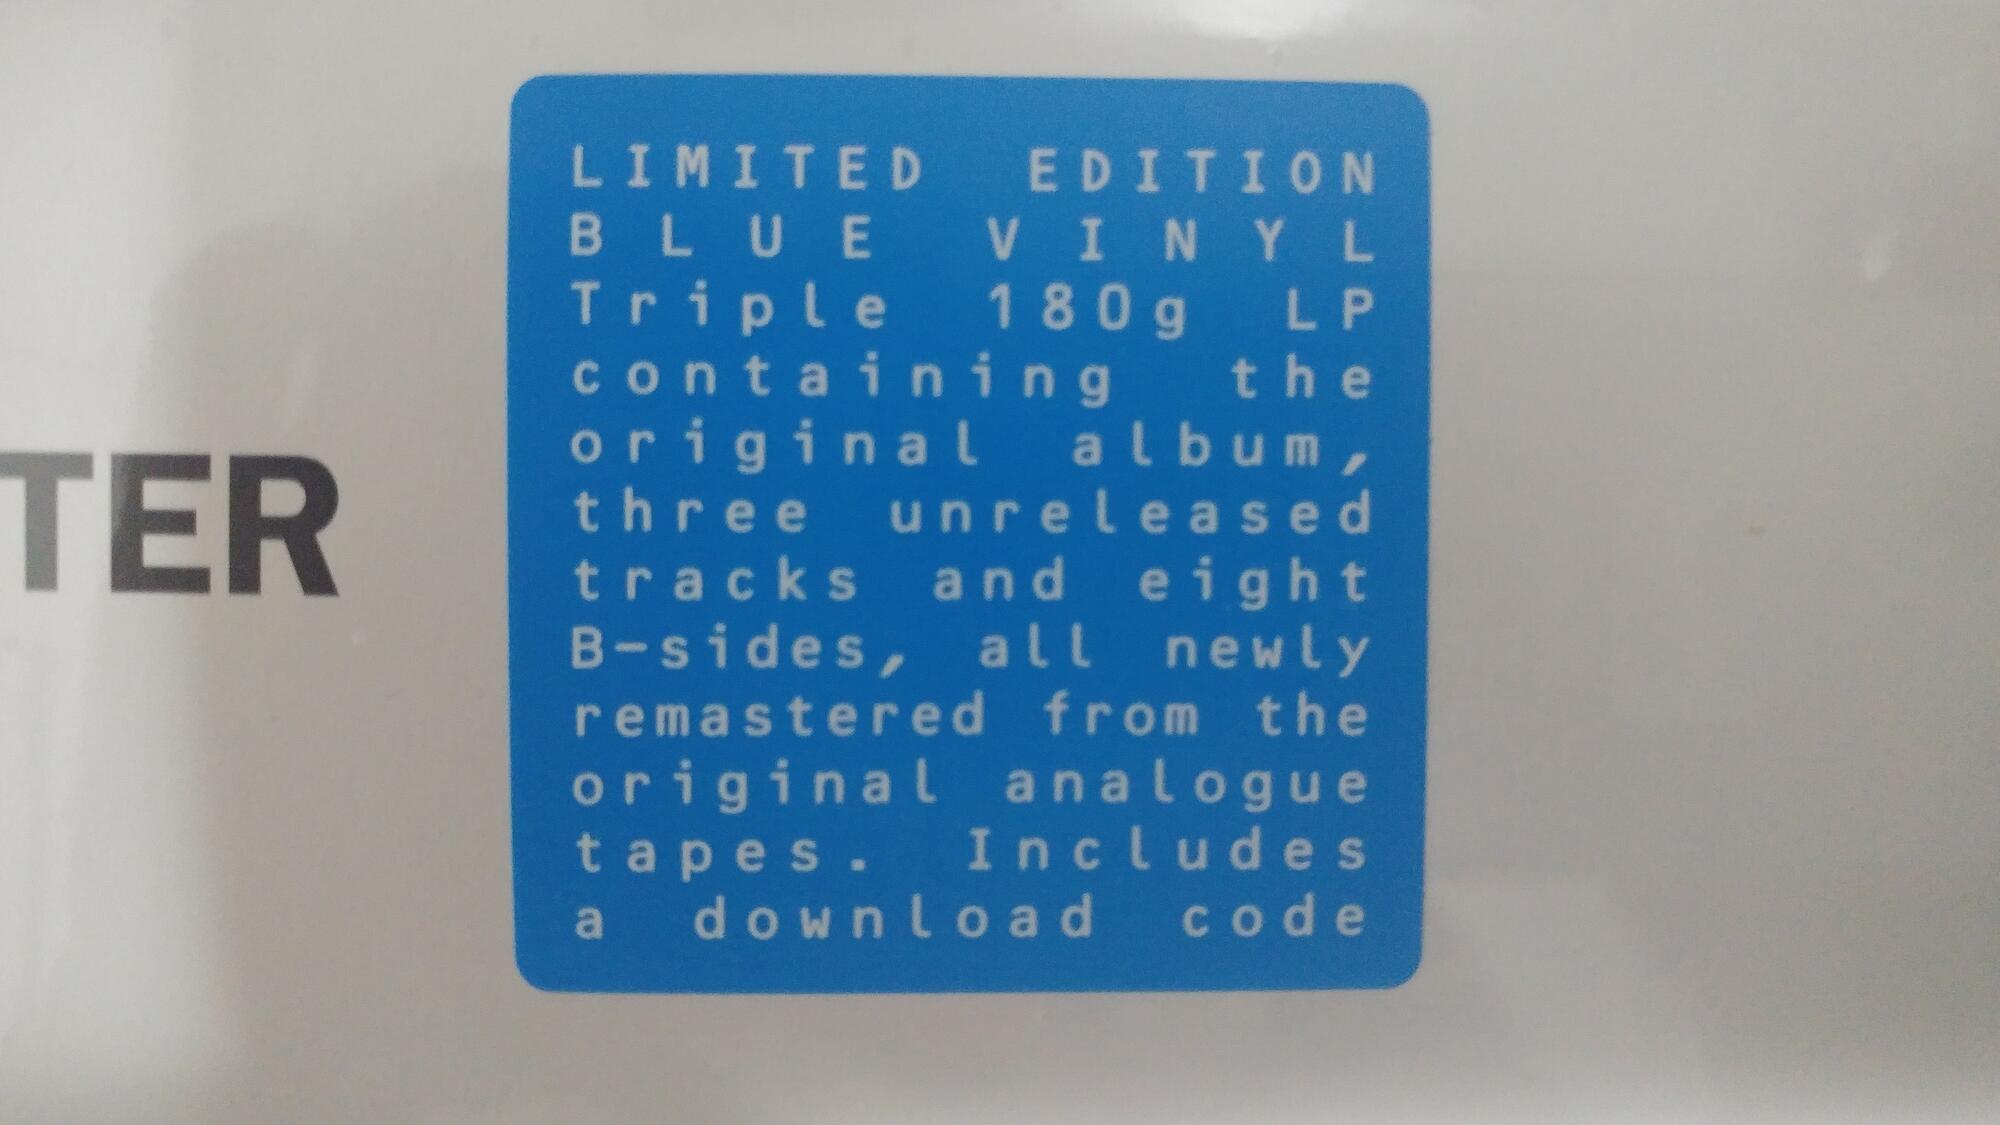 TER
LIMITED EDITION
BLUE VINYL
Triple 180g LP
containing the
original album,
three unreleased
tracks and eight
B-sides, all newly
remastered from the
original analogue
tapes. Includes
a download code